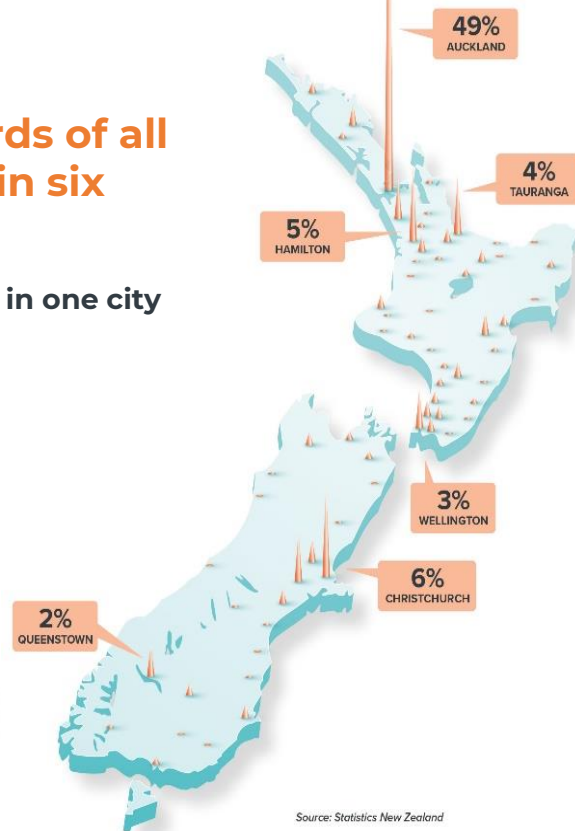 rds of all
in six
in one city
49%
AUCKLAND
4%
TAURANGA
5%
HAMILTON
3%
WELLINGTON
6%
CHRISTCHURCH
2%
QUEENSTOWN
Source: Statistics New Zealand